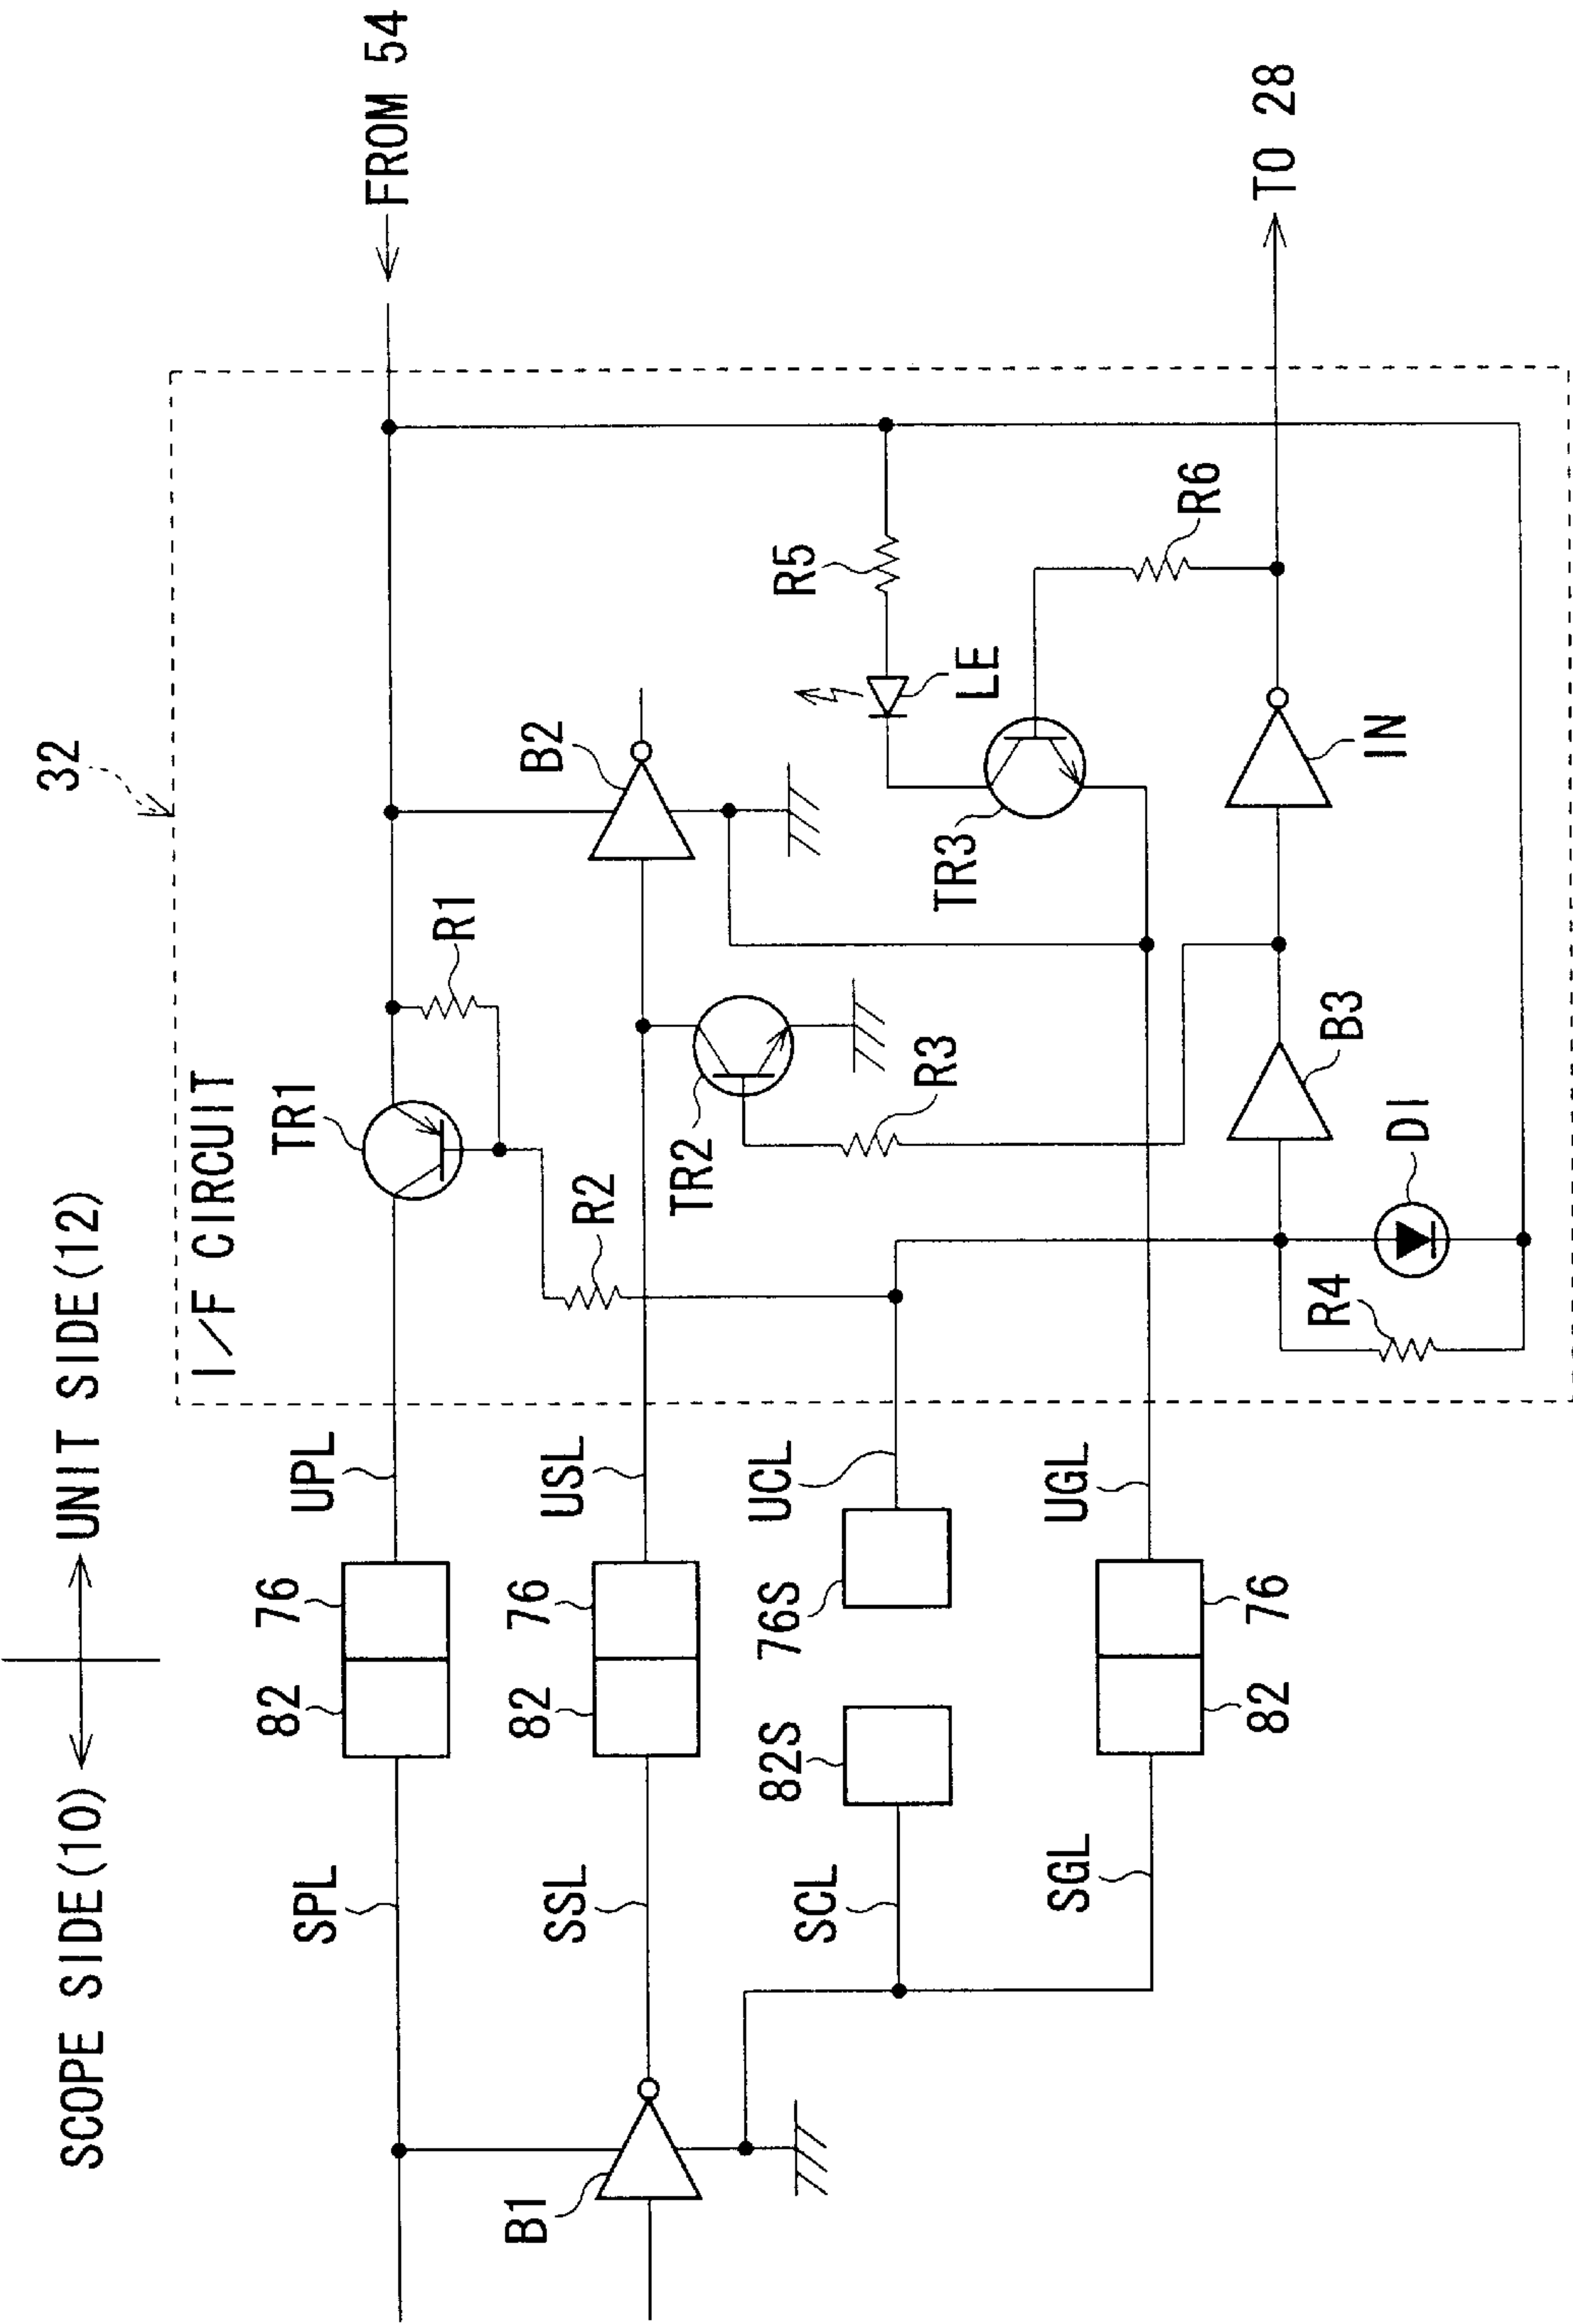 SCOPE SIDE(10)
UNIT SIDE(12)
32
I/F CIRCUIT
FROM 54
SPL
82
76
UPL
TR1
R1
B1
SSL
82
76
USL
R2
B2
TR2
R3
R5
LE
SCL
82S
76S
UCL
TR3
R6
SGL
82
76
UGL
R4
DI
B3
IN
TO 28